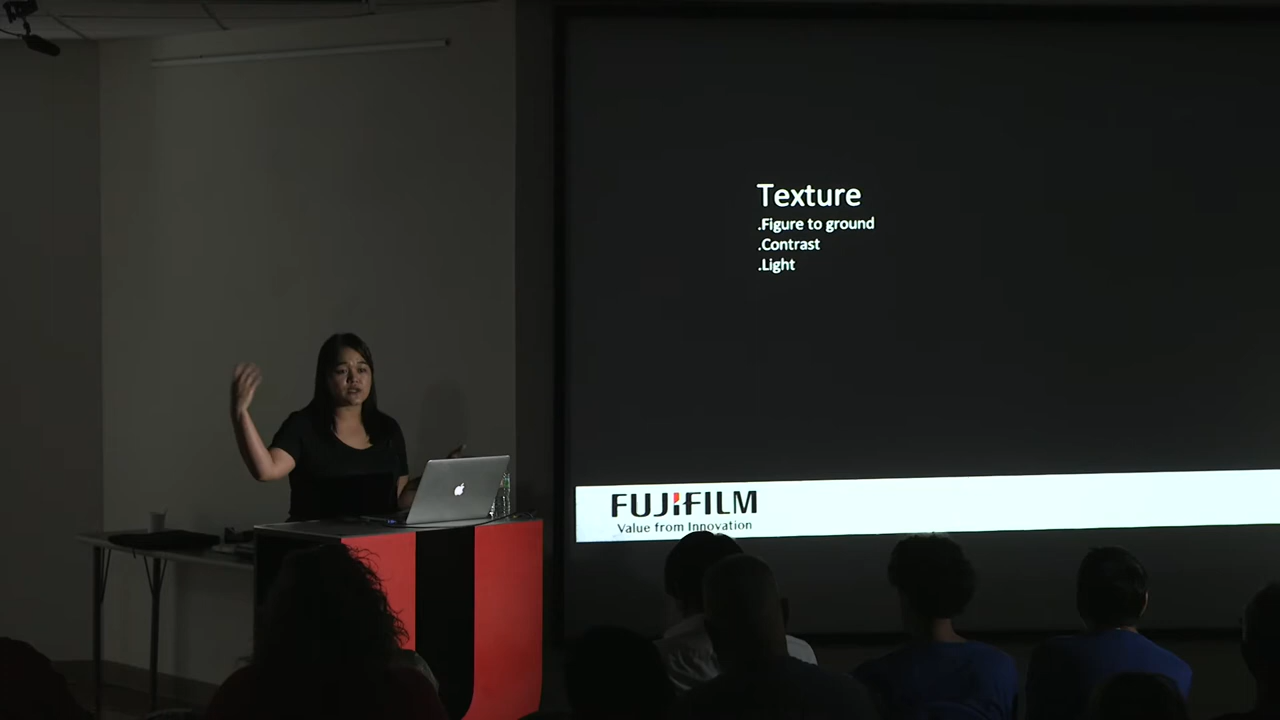 Texture
.Figure to ground
.Contrast
.Light
FUJIFILM
Value from Innovation